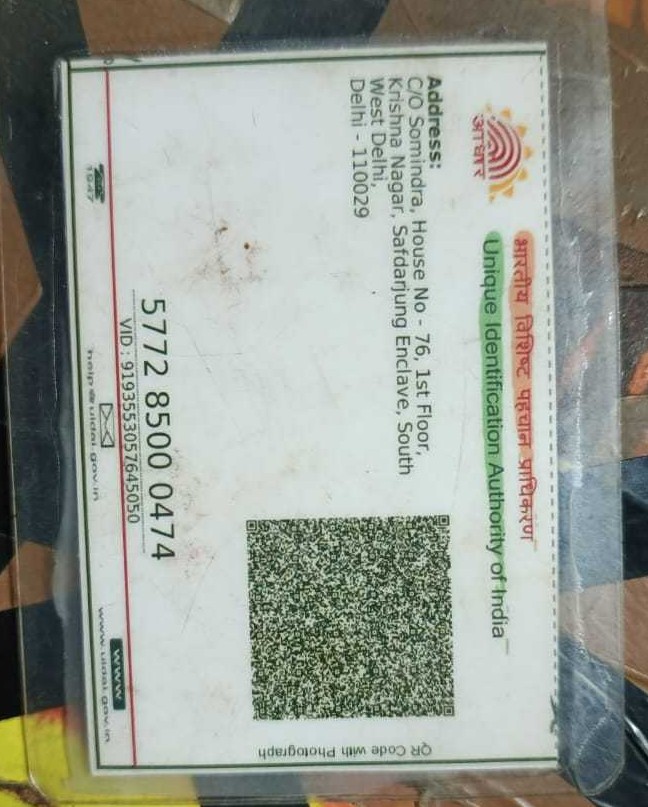 आधार
भारतीय विशिष्ट पहचान प्राधिकरण
Unique Identification Authority of India
Address:
C/O Somindra, House No - 76, 1st Floor,
Krishna Nagar, Safdarjung Enclave, South
West Delhi,
Delhi - 110029
QR Code with Photograph
5772 8500 0474
VID : 9193553057645050
1947
help@uidai.gov.in
www
www.uidai.gov.in